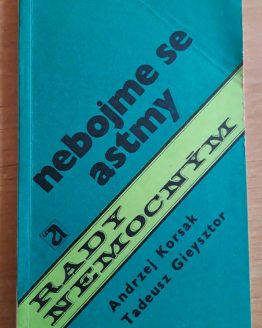 nebojme se
astmy
a
RADY
NEMOCNÝM
Andrzej Korsak
Tadeusz Gieysztor